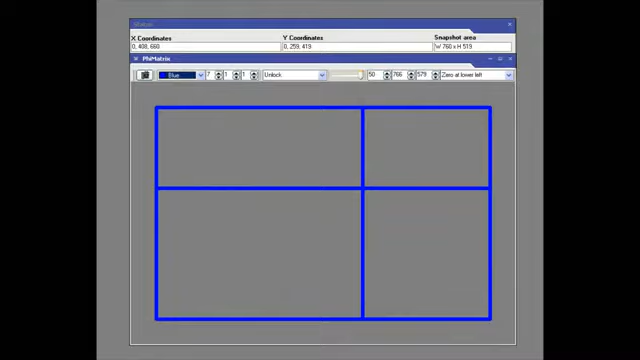 Status
X Coordinates Y Coordinates Snapshot area
0, 408, 660 0, 259, 419 W 760 x H 519
PhiMatrix
Blue 7 1 1 Unlock 50 766 579 Zero at lower left